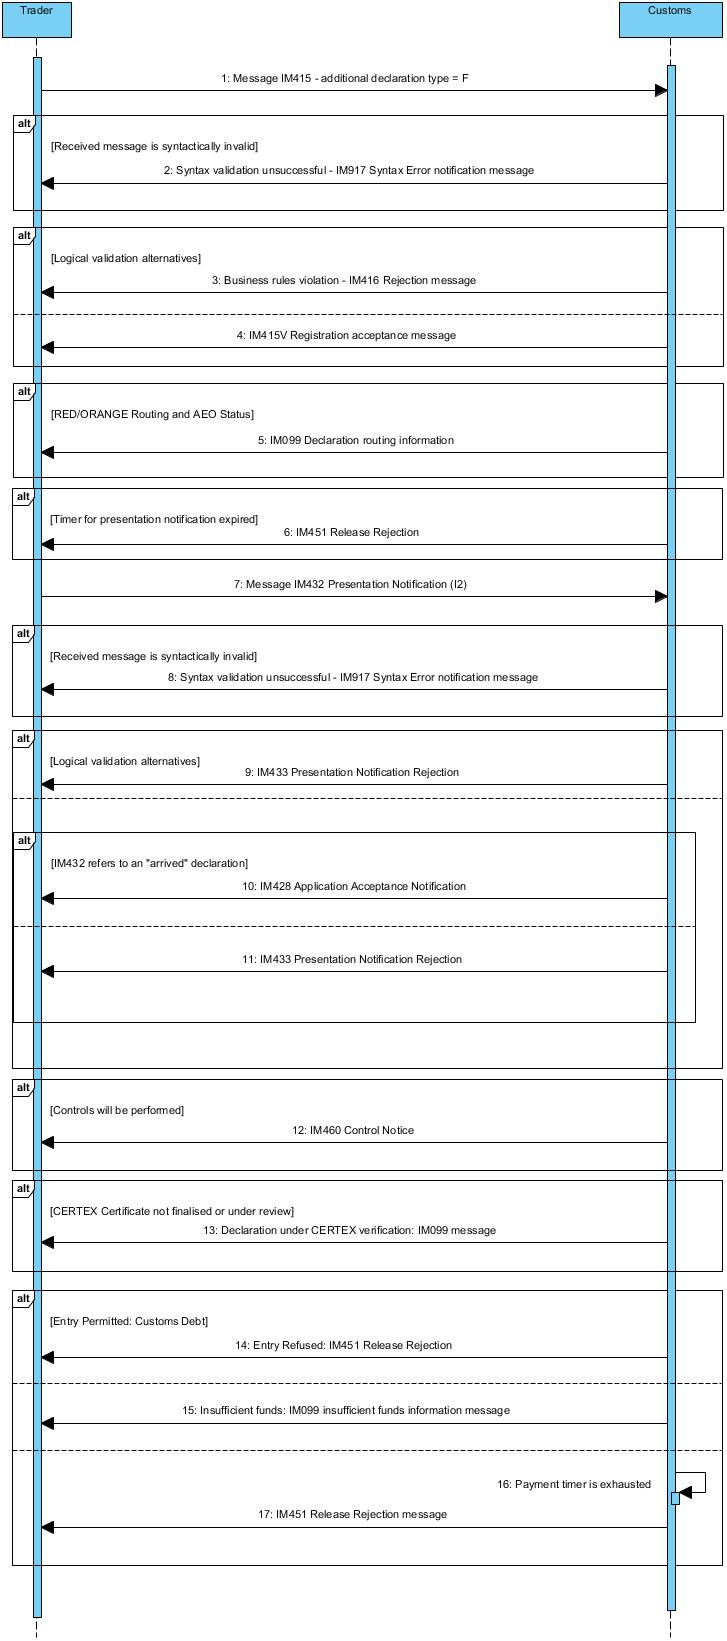 Trader
Customs
1: Message IM415 - additional declaration type = F
alt
[Received message is syntactically invalid]
2: Syntax validation unsuccessful - IM917 Syntax Error notification message
alt
[Logical validation alternatives]
3: Business rules violation - IM416 Rejection message
4: IM415V Registration acceptance message
alt
[RED/ORANGE Routing and AEO Status]
5: IM099 Declaration routing information
alt
[Timer for presentation notification expired]
6: IM451 Release Rejection
7: Message IM432 Presentation Notification (I2)
alt
[Received message is syntactically invalid]
8: Syntax validation unsuccessful - IM917 Syntax Error notification message
alt
[Logical validation alternatives]
9: IM433 Presentation Notification Rejection
alt
[IM432 refers to an "arrived" declaration]
10: IM428 Application Acceptance Notification
11: IM433 Presentation Notification Rejection
alt
[Controls will be performed]
12: IM460 Control Notice
alt
[CERTEX Certificate not finalised or under review]
13: Declaration under CERTEX verification: IM099 message
alt
[Entry Permitted: Customs Debt]
14: Entry Refused: IM451 Release Rejection
15: Insufficient funds: IM099 insufficient funds information message
16: Payment timer is exhausted
17: IM451 Release Rejection message